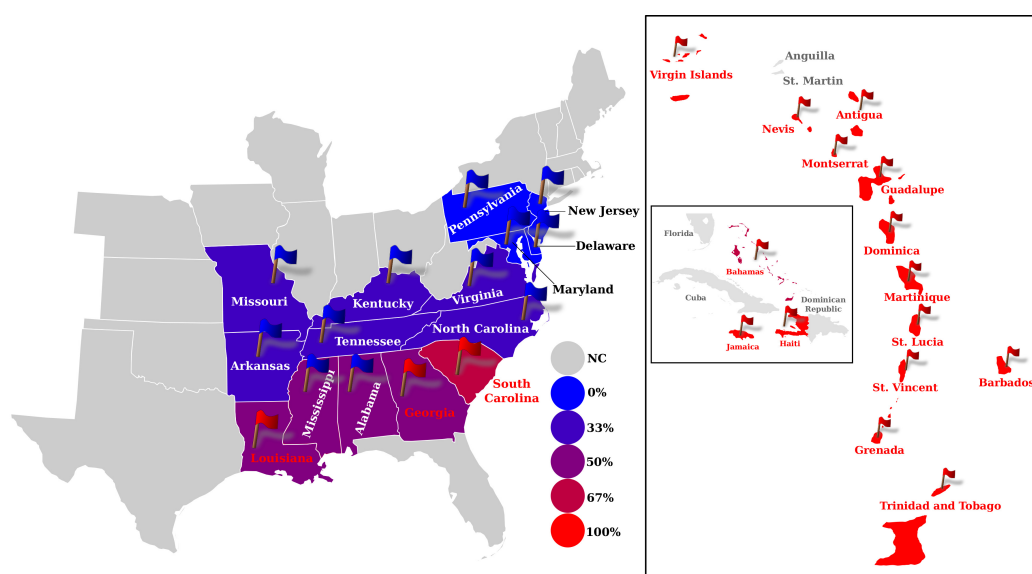 Pennsylvania
New Jersey
Delaware
Maryland
Missouri
Kentucky
Virginia
North Carolina
Tennessee
Arkansas
Mississippi
Alabama
Georgia
South
Carolina
Louisiana
NC
0%
33%
50%
67%
100%
Virgin Islands
Anguilla
St. Martin
Nevis
Antigua
Montserrat
Guadalupe
Dominica
Martinique
St. Lucia
St. Vincent
Barbados
Grenada
Trinidad and Tobago
Florida
Bahamas
Cuba
Dominican
Republic
Jamaica
Haiti